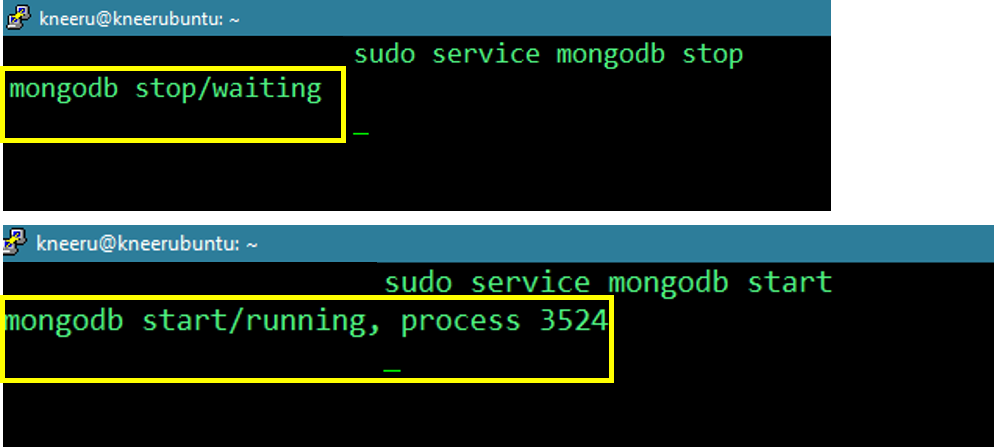 kneeru@kneerubuntu: ~
sudo service mongodb stop
mongodb stop/waiting
_
kneeru@kneerubuntu: ~
sudo service mongodb start
mongodb start/running, process 3524
_